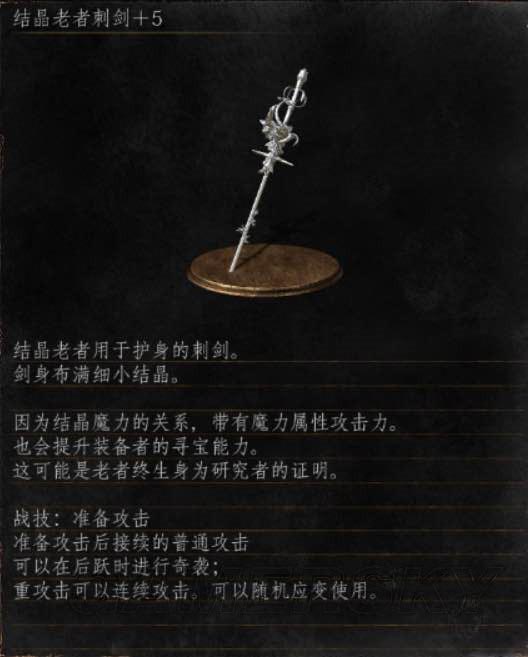 结晶老者刺剑＋5
结晶老者用于护身的刺剑。
剑身布满细小结晶。
因为结晶魔力的关系，带有魔力属性攻击力。
也会提升装备者的寻宝能力。
这可能是老者终生身为研究者的证明。
战技：准备攻击
准备攻击后接续的普通攻击
可以在后跃时进行奇袭；
重攻击可以连续攻击。可以随机应变使用。